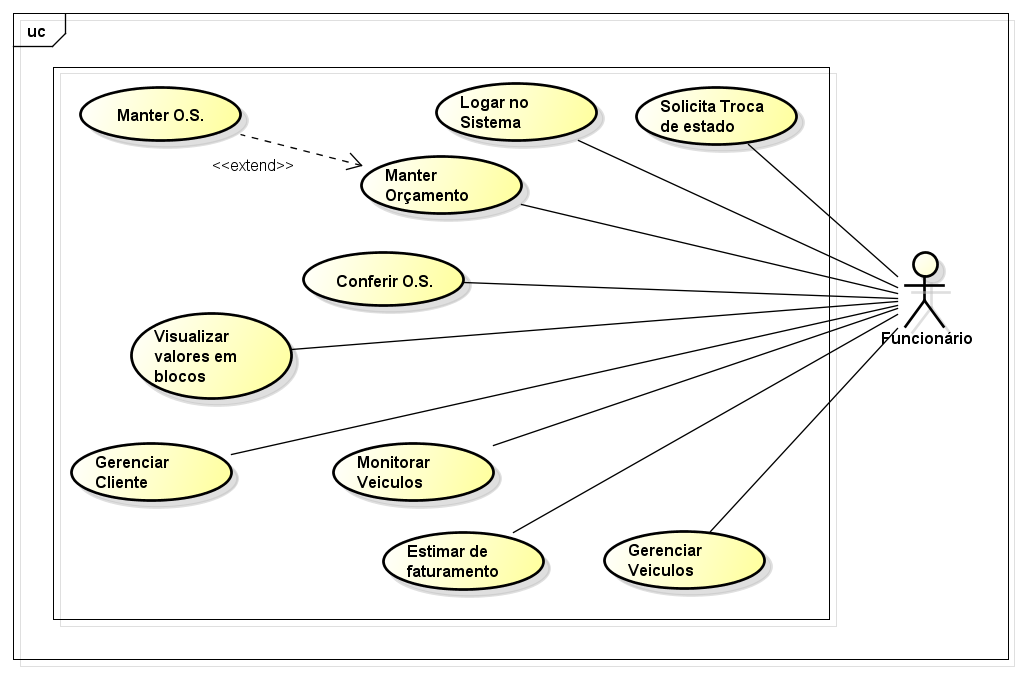 uc
Manter O.S.
Logar no
Sistema
Solicita Troca
de estado
<<extend>>
Manter
Orçamento
Conferir O.S.
Funcionário
Visualizar
valores em
blocos
Gerenciar
Cliente
Monitorar
Veiculos
Estimar de
faturamento
Gerenciar
Veiculos